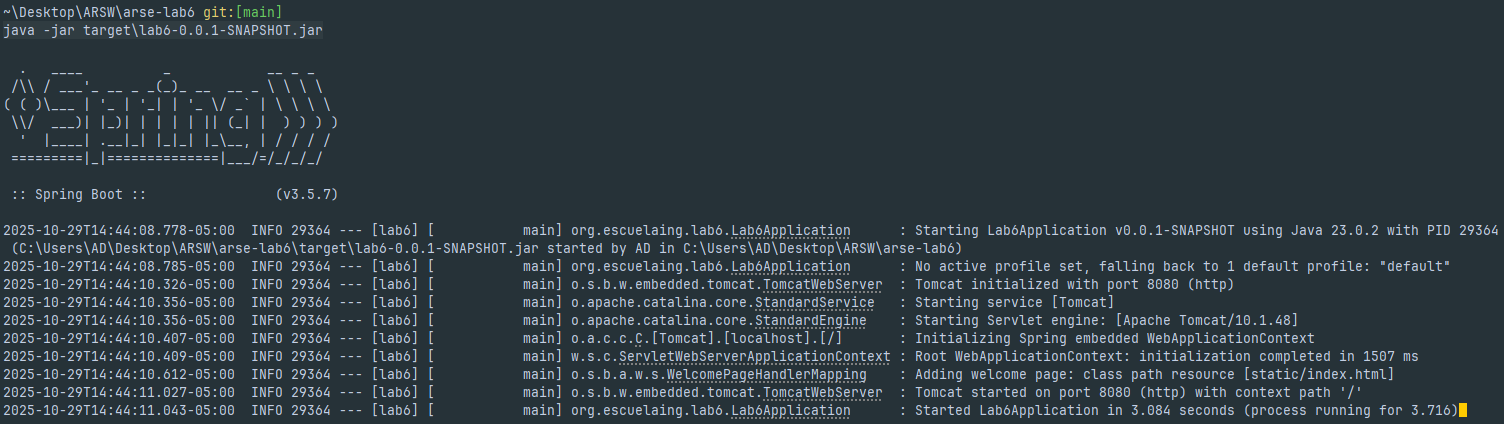 ~\Desktop\ARSW\arse-lab6 git:[main]
java -jar target\lab6-0.0.1-SNAPSHOT.jar

  .   ____          _            __ _ _
 /\\ / ___'_ __ _ _(_)_ __  __ _ \ \ \ \
( ( )\___ | '_ | '_| | '_ \/ _` | \ \ \ \
 \\/  ___)| |_)| | | | | || (_| |  ) ) ) )
  '  |____| .__|_| |_|_| |_\__, | / / / /
 =========|_|==============|___/=/_/_/_/

 :: Spring Boot ::                (v3.5.7)

2025-10-29T14:44:08.778-05:00  INFO 29364 --- [lab6] [           main] org.escuelaing.lab6.Lab6Application      : Starting Lab6Application v0.0.1-SNAPSHOT using Java 23.0.2 with PID 29364
 (C:\Users\AD\Desktop\ARSW\arse-lab6\target\lab6-0.0.1-SNAPSHOT.jar started by AD in C:\Users\AD\Desktop\ARSW\arse-lab6)
2025-10-29T14:44:08.785-05:00  INFO 29364 --- [lab6] [           main] org.escuelaing.lab6.Lab6Application      : No active profile set, falling back to 1 default profile: "default"
2025-10-29T14:44:10.326-05:00  INFO 29364 --- [lab6] [           main] o.s.b.w.embedded.tomcat.TomcatWebServer  : Tomcat initialized with port 8080 (http)
2025-10-29T14:44:10.356-05:00  INFO 29364 --- [lab6] [           main] o.apache.catalina.core.StandardService   : Starting service [Tomcat]
2025-10-29T14:44:10.356-05:00  INFO 29364 --- [lab6] [           main] o.apache.catalina.core.StandardEngine    : Starting Servlet engine: [Apache Tomcat/10.1.48]
2025-10-29T14:44:10.407-05:00  INFO 29364 --- [lab6] [           main] o.a.c.c.C.[Tomcat].[localhost].[/]       : Initializing Spring embedded WebApplicationContext
2025-10-29T14:44:10.409-05:00  INFO 29364 --- [lab6] [           main] w.s.c.ServletWebServerApplicationContext : Root WebApplicationContext: initialization completed in 1507 ms
2025-10-29T14:44:10.612-05:00  INFO 29364 --- [lab6] [           main] o.s.b.a.w.s.WelcomePageHandlerMapping    : Adding welcome page: class path resource [static/index.html]
2025-10-29T14:44:11.027-05:00  INFO 29364 --- [lab6] [           main] o.s.b.w.embedded.tomcat.TomcatWebServer  : Tomcat started on port 8080 (http) with context path '/'
2025-10-29T14:44:11.043-05:00  INFO 29364 --- [lab6] [           main] org.escuelaing.lab6.Lab6Application      : Started Lab6Application in 3.084 seconds (process running for 3.716)